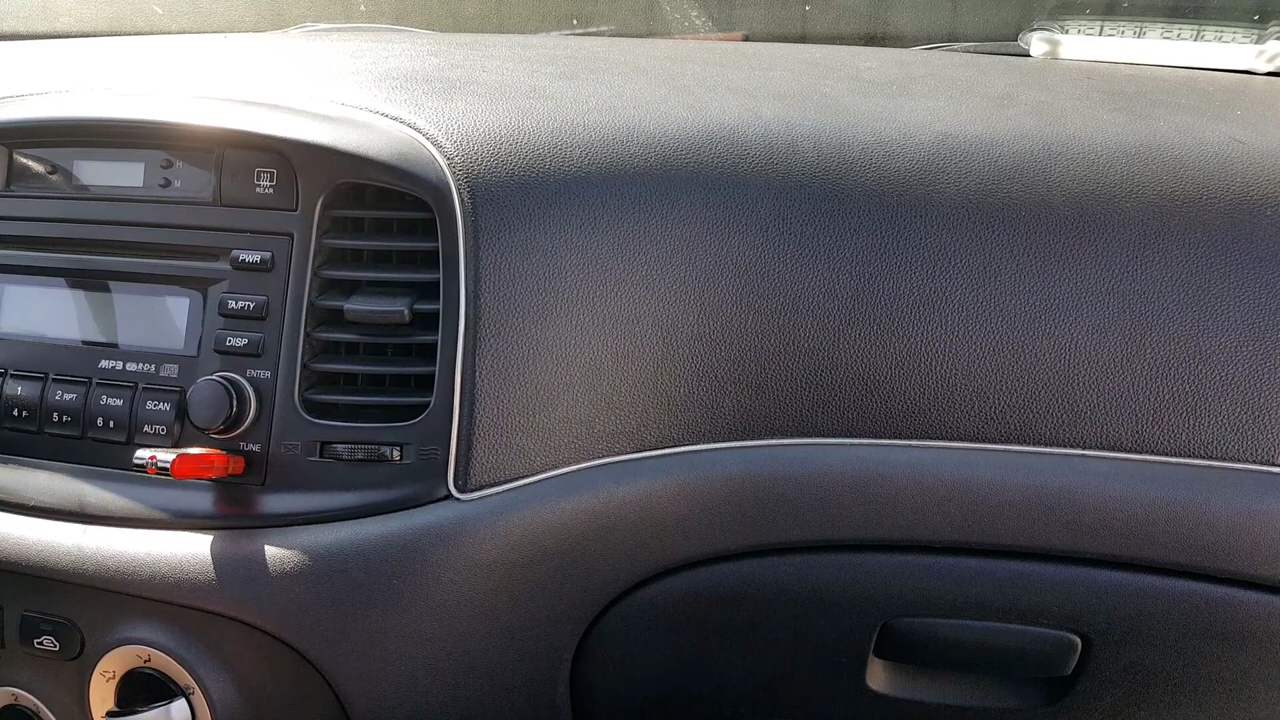 H
M
REAR
PWR
TA/PTY
DISP
MP3 R·D·S
ENTER
1
2 RPT
3 RDM
SCAN
4 F-
5 F+
6
AUTO
TUNE